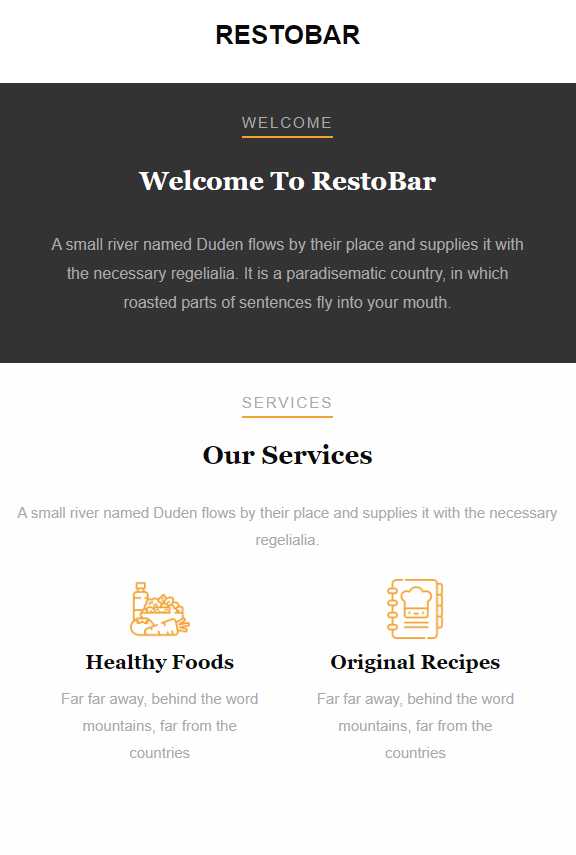 RESTOBAR
WELCOME
Welcome To RestoBar
A small river named Duden flows by their place and supplies it with
the necessary regelialia. It is a paradisematic country, in which
roasted parts of sentences fly into your mouth.
SERVICES
Our Services
A small river named Duden flows by their place and supplies it with the necessary
regelialia.
Healthy Foods
Far far away, behind the word
mountains, far from the
countries
Original Recipes
Far far away, behind the word
mountains, far from the
countries